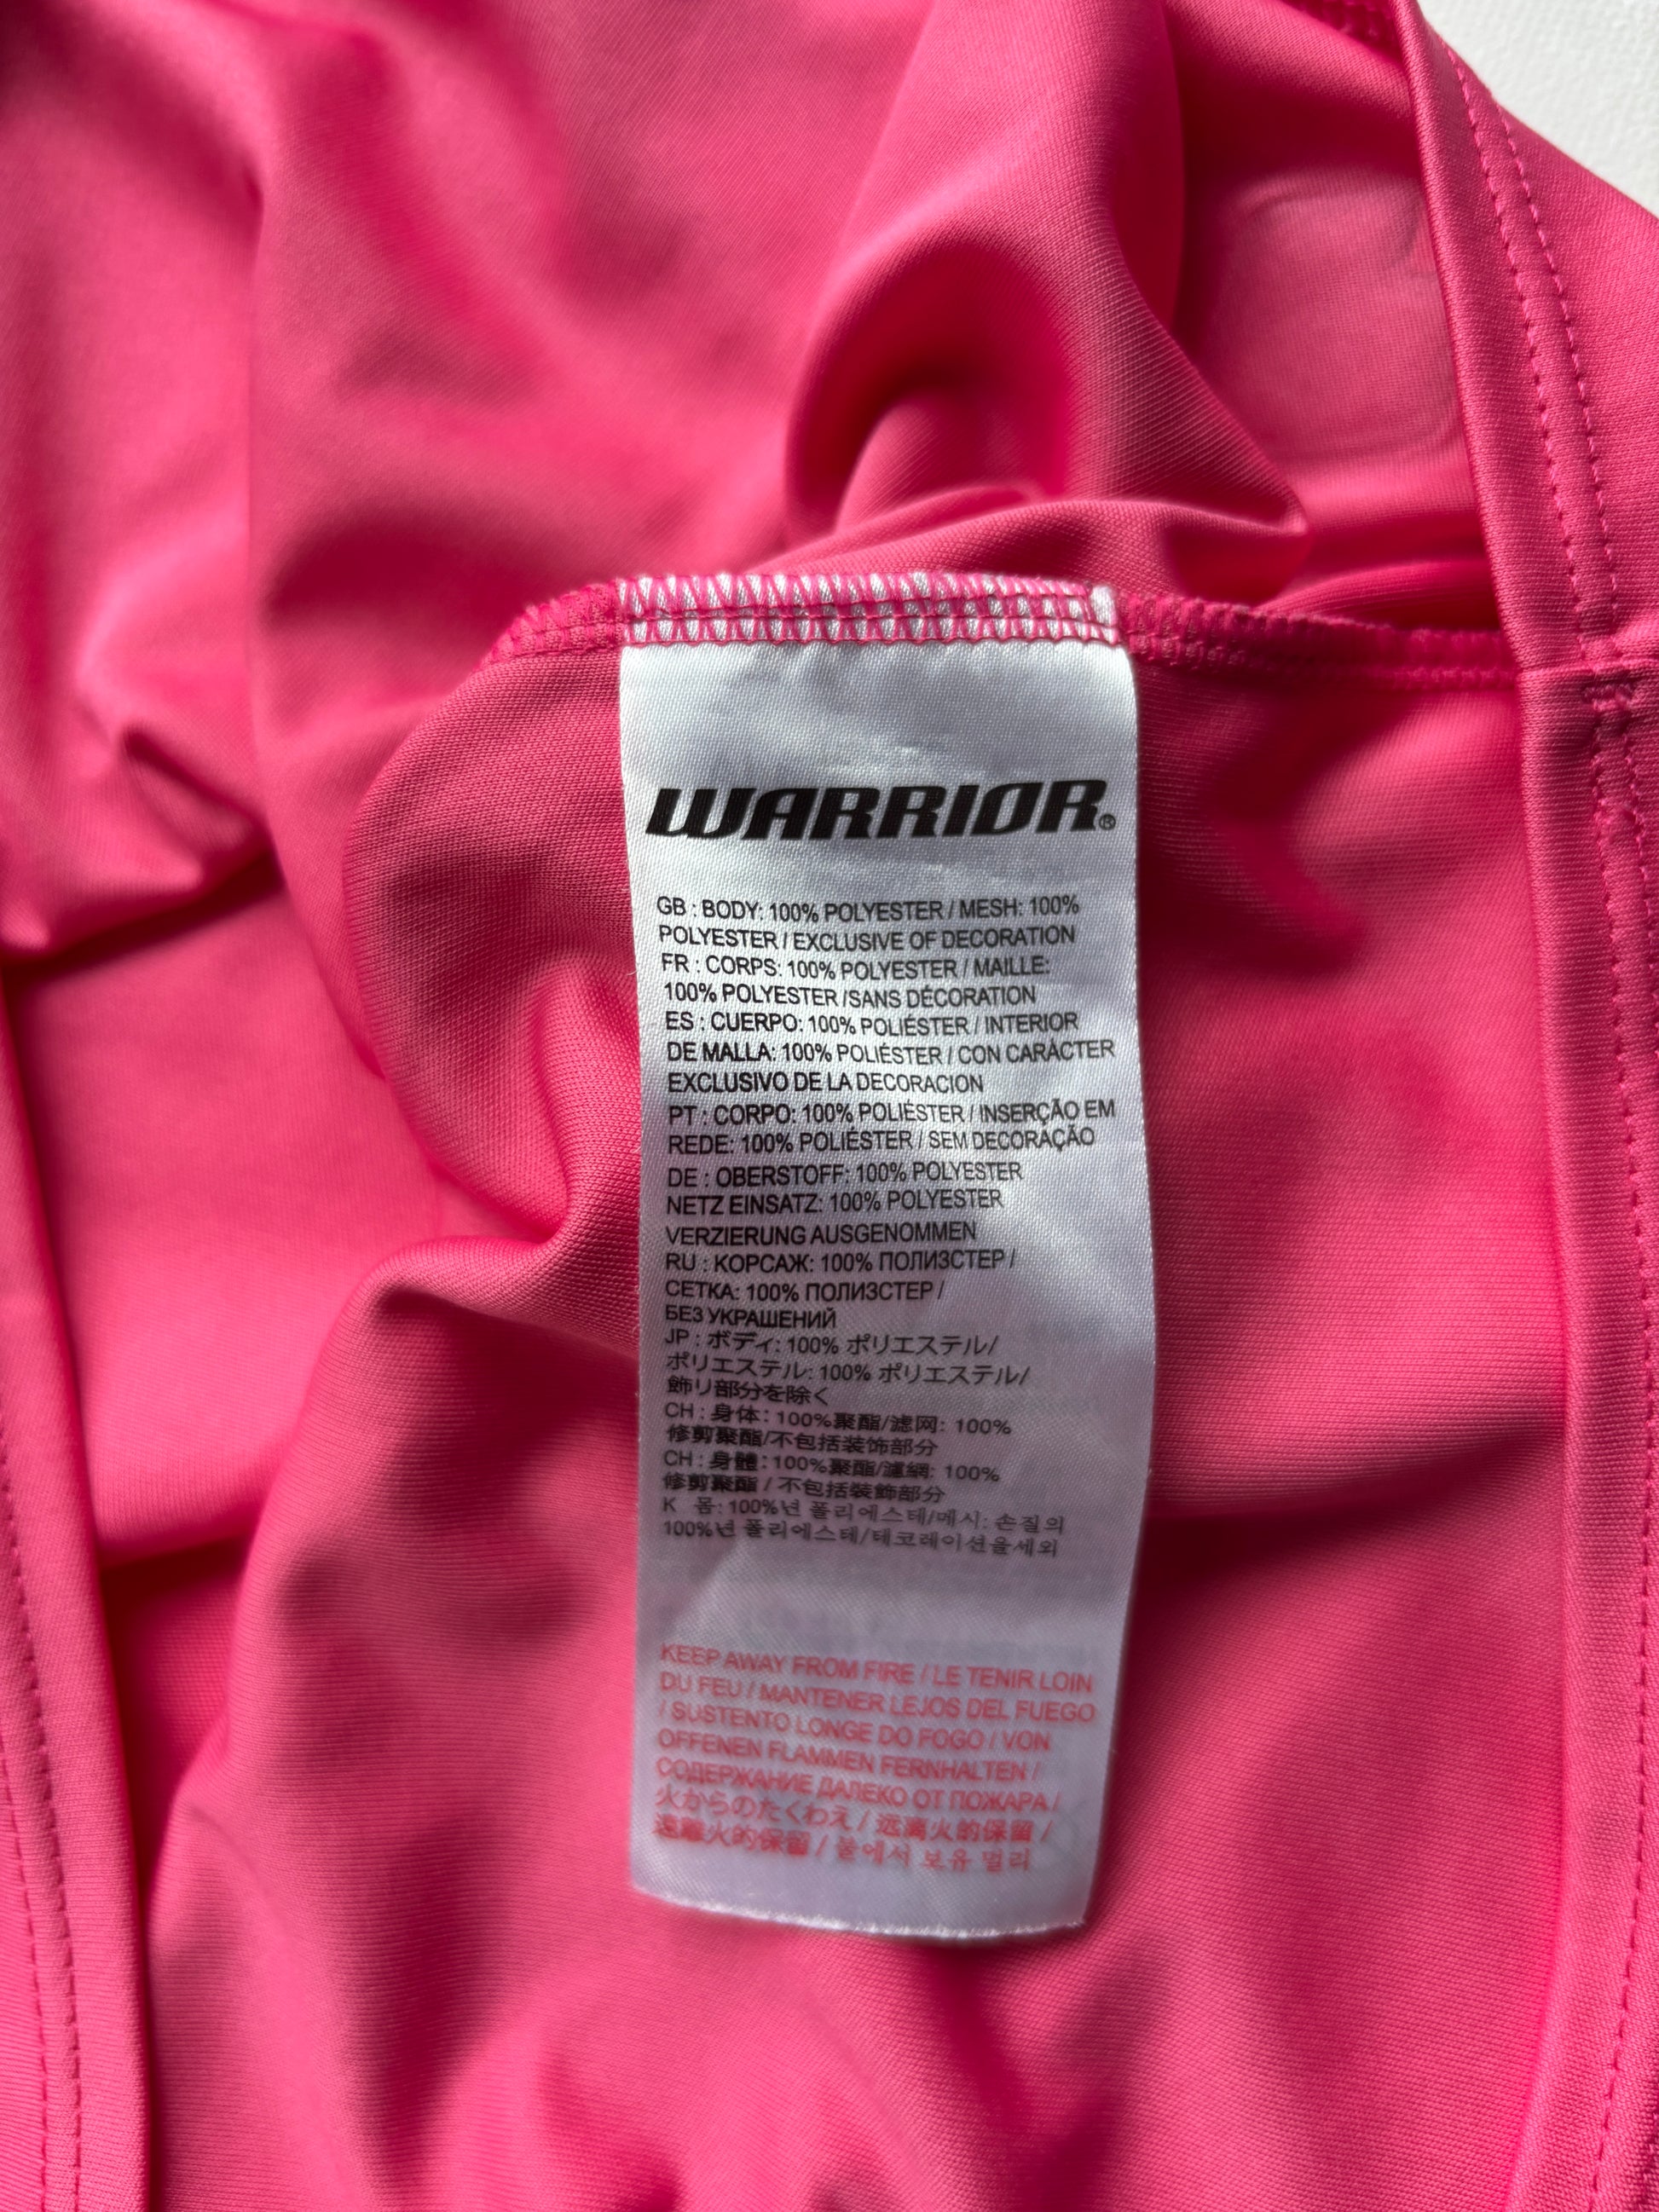 WARRIOR®
GB : BODY: 100% POLYESTER / MESH: 100%
POLYESTER / EXCLUSIVE OF DECORATION
FR : CORPS: 100% POLYESTER / MAILLE:
100% POLYESTER /SANS DÉCORATION
ES : CUERPO: 100% POLIÉSTER / INTERIOR
DE MALLA: 100% POLIÉSTER / CON CARÁCTER
EXCLUSIVO DE LA DECORACION
PT : CORPO: 100% POLIÉSTER / INSERÇÃO EM
REDE: 100% POLIÉSTER / SEM DECORAÇÃO
DE : OBERSTOFF: 100% POLYESTER
NETZ EINSATZ: 100% POLYESTER
VERZIERUNG AUSGENOMMEN
RU : КОРСАЖ: 100% ПОЛИЗСТЕР /
СЕТКА: 100% ПОЛИЗСТЕР /
БЕЗ УКРАШЕНИЙ
JP : ボディ: 100% ポリエステル/
ポリエステル: 100% ポリエステル/
飾り部分を除く
CH : 身体: 100%聚酯/滤网: 100%
修剪聚酯/不包括装饰部分
CH : 身體: 100%聚酯/濾網: 100%
修剪聚酯 / 不包括裝飾部分
K 몸: 100%년 폴리에스테/메시: 손질의
100%년 폴리에스테/테코레이션을세외
KEEP AWAY FROM FIRE / LE TENIR LOIN
DU FEU / MANTENER LEJOS DEL FUEGO
/ SUSTENTO LONGE DO FOGO / VON
OFFENEN FLAMMEN FERNHALTEN /
СОДЕРЖАНИЕ ДАЛЕКО ОТ ПОЖАРА /
火からのたくわえ / 远离火的保留 /
遠離火的保留 / 불에서 보유 멀리